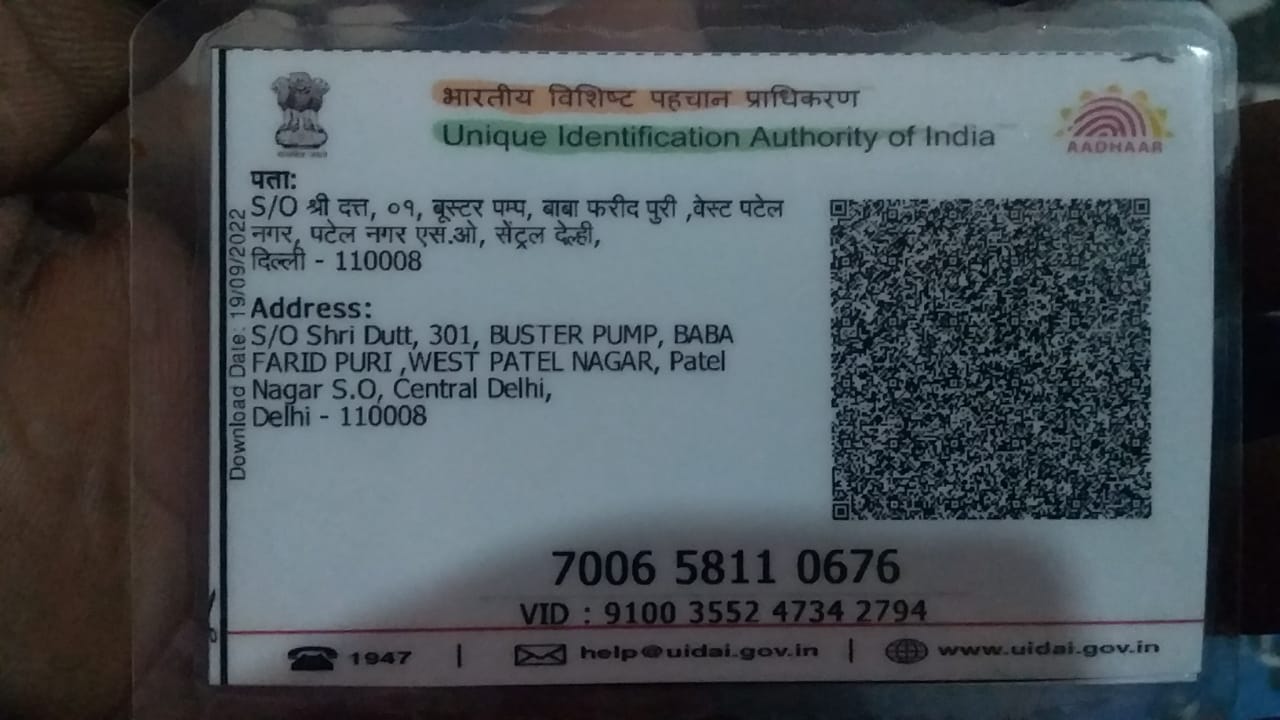 भारतीय विशिष्ट पहचान प्राधिकरण
Unique Identification Authority of India
AADHAAR
पता:
S/O श्री दत्त, ०१, बूस्टर पम्प, बाबा फरीद पुरी ,वेस्ट पटेल
नगर, पटेल नगर एस.ओ, सेंट्रल देल्ही,
दिल्ली - 110008
Address:
S/O Shri Dutt, 301, BUSTER PUMP, BABA
FARID PURI ,WEST PATEL NAGAR, Patel
Nagar S.O, Central Delhi,
Delhi - 110008
Download Date: 19/09/2022
7006 5811 0676
VID : 9100 3552 4734 2794
1947 | help@uidai.gov.in | www.uidai.gov.in